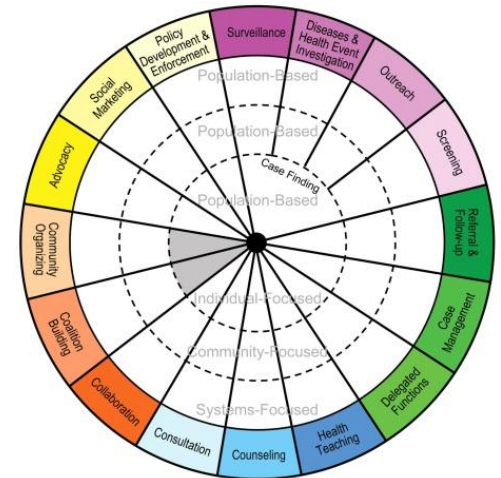 Surveillance
Diseases &
Health Event
Investigation
Outreach
Screening
Referral &
Follow-up
Case
Management
Delegated
Functions
Health
Teaching
Counseling
Consultation
Collaboration
Coalition
Building
Community
Organizing
Advocacy
Social
Marketing
Policy
Development &
Enforcement
Population-Based
Population-Based
Case Finding
Population-Based
Individual-Focused
Community-Focused
Systems-Focused